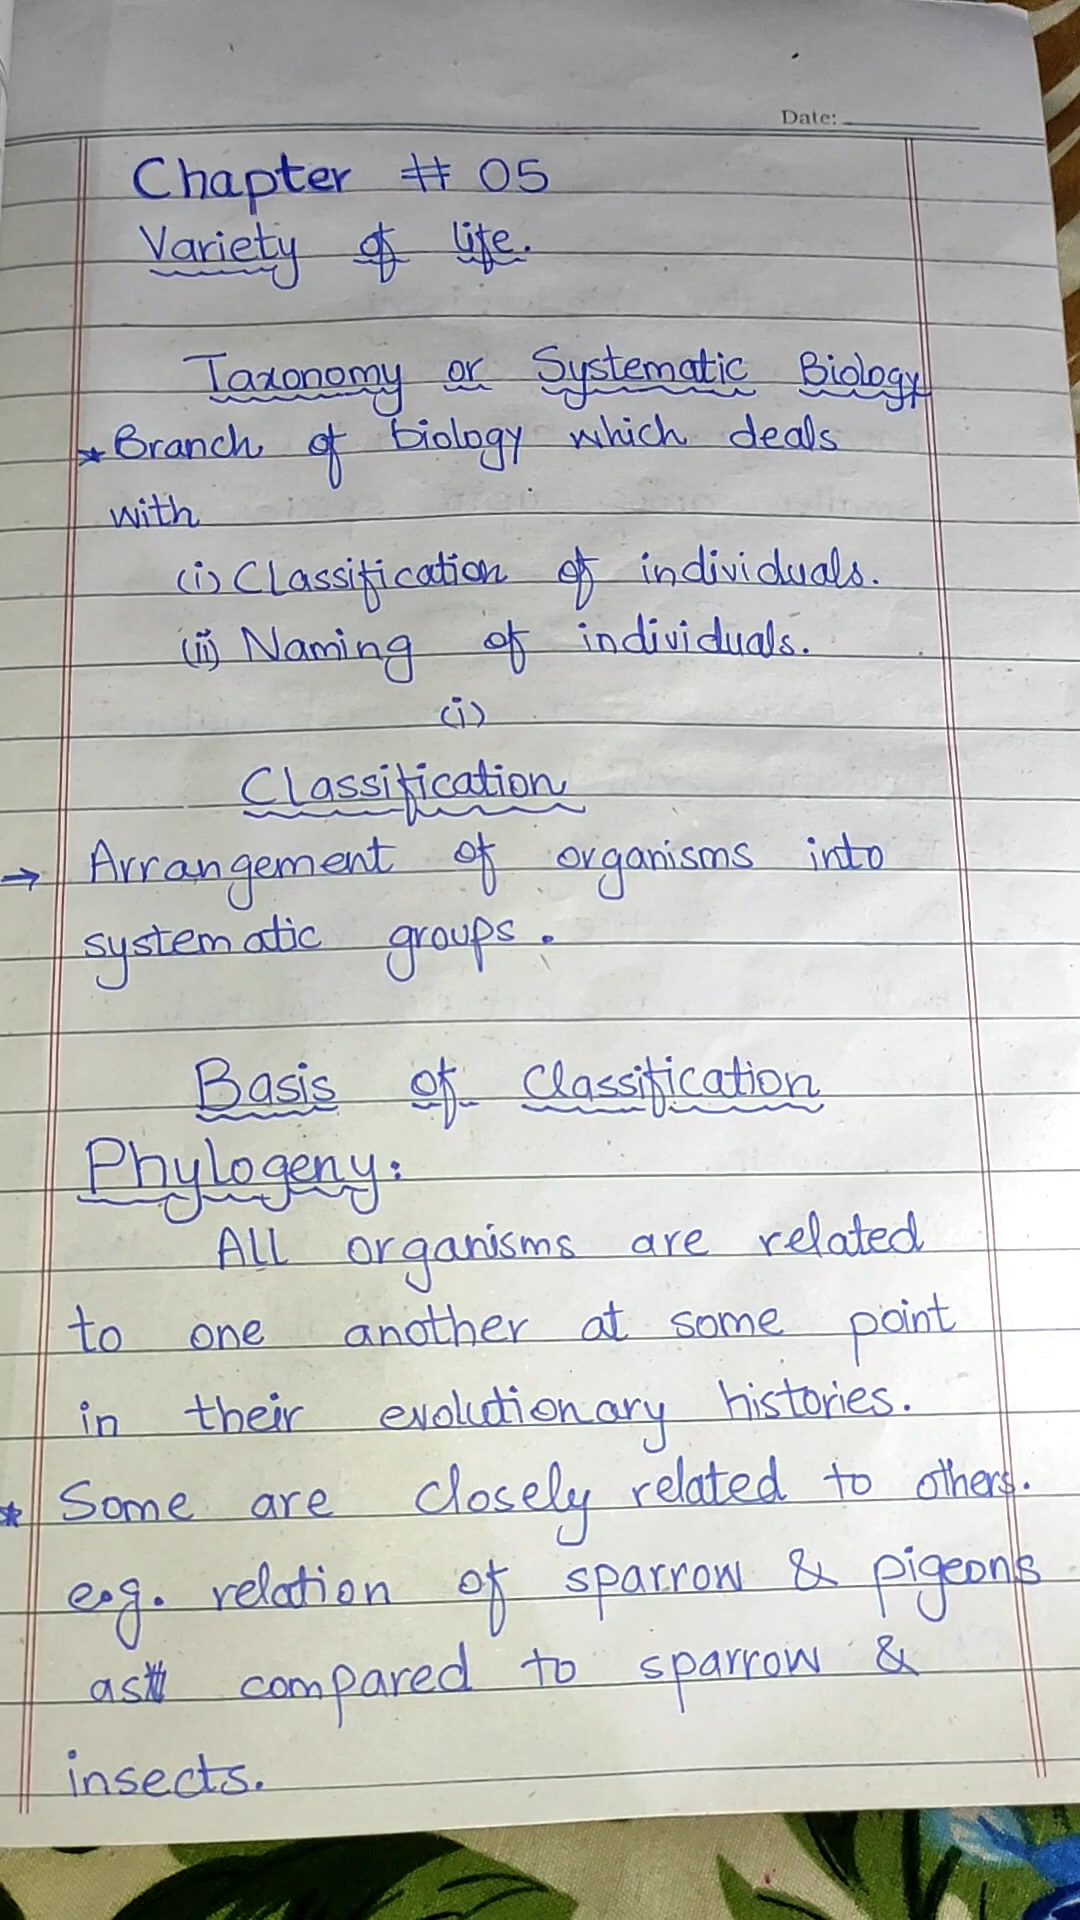 Date:
Chapter # 05
Variety of life.
Taxonomy or Systematic Biology
* Branch of biology which deals
with
(i) Classification of individuals.
(ii) Naming of individuals.
(i)
Classification
→ Arrangement of organisms into
systematic groups.
Basis of Classification
Phylogeny:
All organisms are related
to one another at some point
in their evolutionary histories.
* Some are closely related to others.
e.g. relation of sparrow & pigeons
as compared to sparrow &
insects.